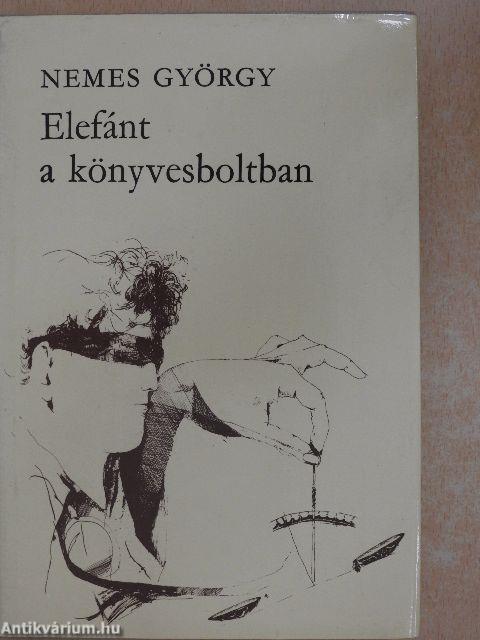 NEMES GYÖRGY
Elefánt
a könyvesboltban
Antikvárium.hu